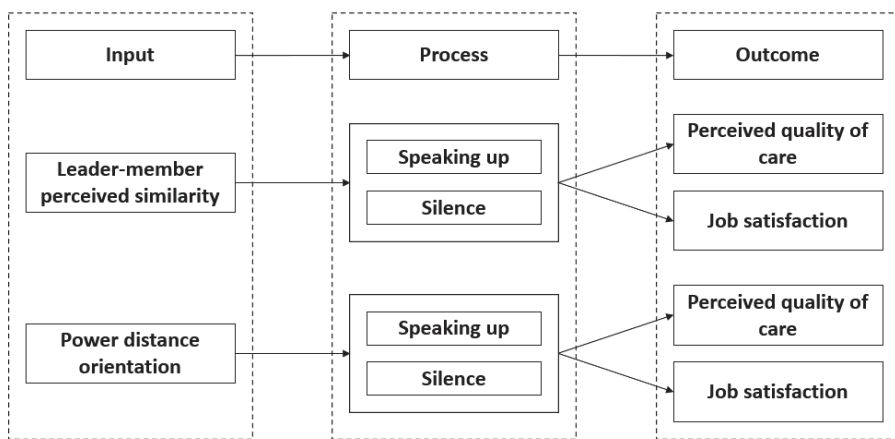 Input
Process
Outcome
Leader-member
perceived similarity
Speaking up
Silence
Perceived quality of
care
Job satisfaction
Power distance
orientation
Speaking up
Silence
Perceived quality of
care
Job satisfaction